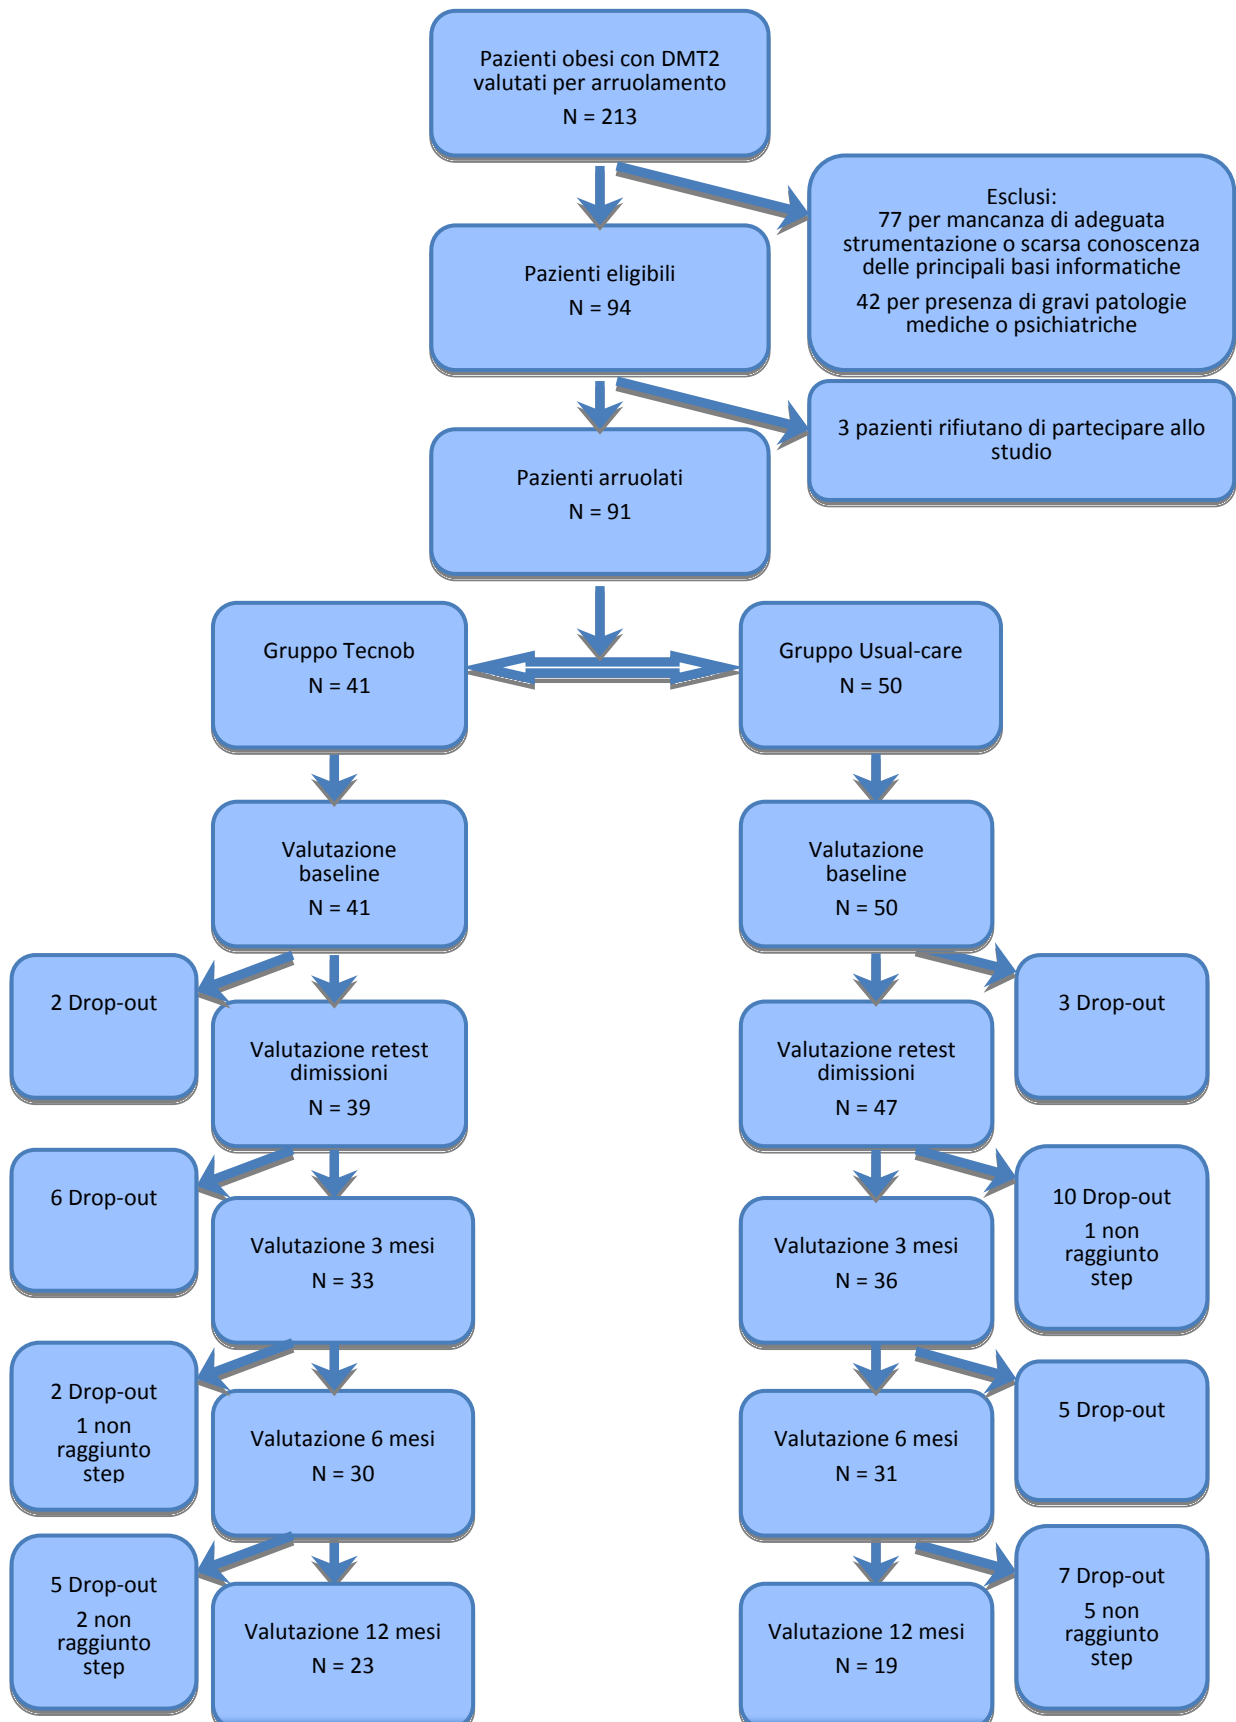 Pazienti obesi con DMT2
valutati per arruolamento
N = 213
Esclusi:
77 per mancanza di adeguata
strumentazione o scarsa conoscenza
delle principali basi informatiche
42 per presenza di gravi patologie
mediche o psichiatriche
Pazienti eligibili
N = 94
3 pazienti rifiutano di partecipare allo
studio
Pazienti arruolati
N = 91
Gruppo Tecnob
N = 41
Gruppo Usual-care
N = 50
Valutazione
baseline
N = 41
Valutazione
baseline
N = 50
2 Drop-out
3 Drop-out
Valutazione retest
dimissioni
N = 39
Valutazione retest
dimissioni
N = 47
6 Drop-out
10 Drop-out
1 non
raggiunto
step
Valutazione 3 mesi
N = 33
Valutazione 3 mesi
N = 36
2 Drop-out
1 non
raggiunto
step
5 Drop-out
Valutazione 6 mesi
N = 30
Valutazione 6 mesi
N = 31
5 Drop-out
2 non
raggiunto
step
7 Drop-out
5 non
raggiunto
step
Valutazione 12 mesi
N = 23
Valutazione 12 mesi
N = 19